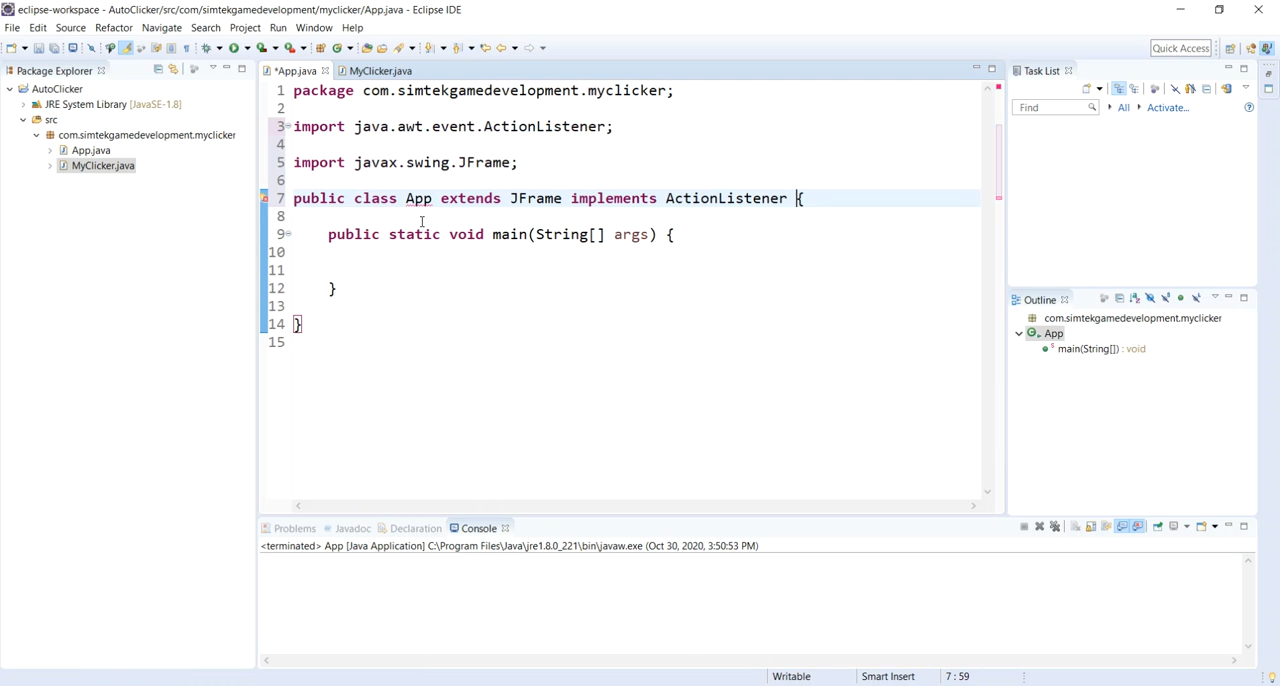 eclipse-workspace - AutoClicker/src/com/simtekgamedevelopment/myclicker/App.java - Eclipse IDE
File Edit Source Refactor Navigate Search Project Run Window Help
Quick Access
Package Explorer
AutoClicker
JRE System Library [JavaSE-1.8]
src
com.simtekgamedevelopment.myclicker
App.java
MyClicker.java
*App.java MyClicker.java
1 package com.simtekgamedevelopment.myclicker;
2
3 import java.awt.event.ActionListener;
4
5 import javax.swing.JFrame;
6
7 public class App extends JFrame implements ActionListener {
8
9 public static void main(String[] args) {
10
11
12 }
13
14 }
15
Task List
Find All Activate...
Outline
com.simtekgamedevelopment.myclicker
App
main(String[]) : void
Problems Javadoc Declaration Console
<terminated> App [Java Application] C:\Program Files\Java\jre1.8.0_221\bin\javaw.exe (Oct 30, 2020, 3:50:53 PM)
Writable Smart Insert 7 : 59